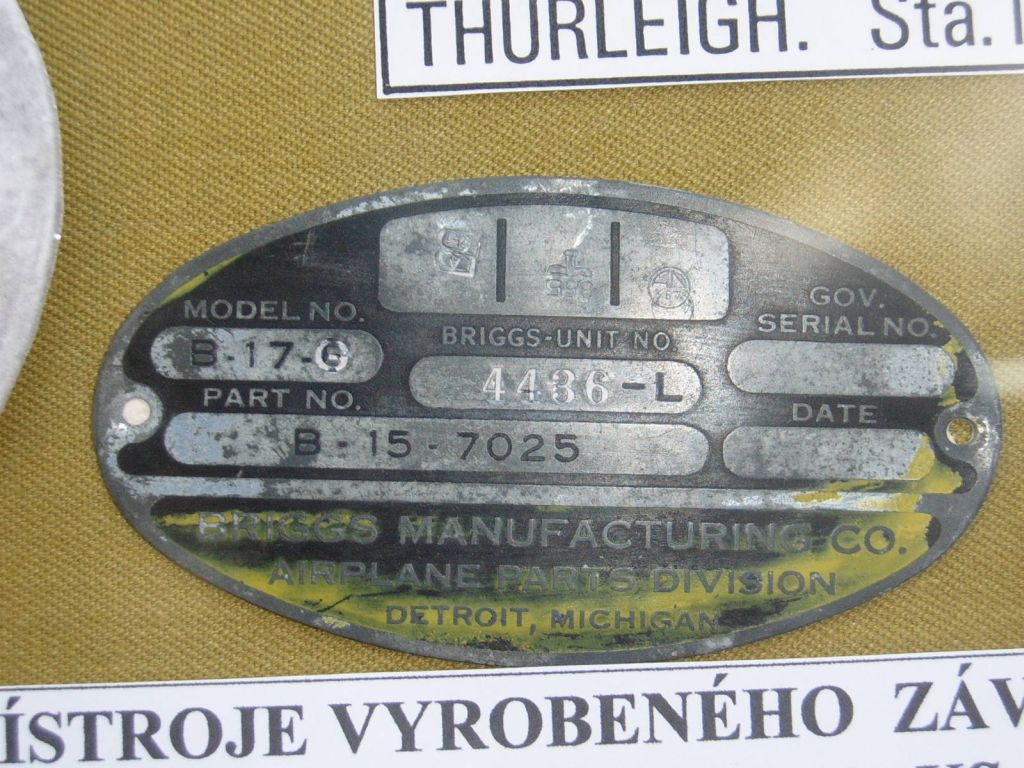 THURLEIGH. Sta.
MODEL NO.
B-17-G
BRIGGS-UNIT NO
4436-L
GOV.
SERIAL NO.
PART NO.
B-15-7025
DATE
BRIGGS MANUFACTURING CO.
AIRPLANE PARTS DIVISION
DETROIT, MICHIGAN
ÍSTROJE VYROBENÉHO ZÁV